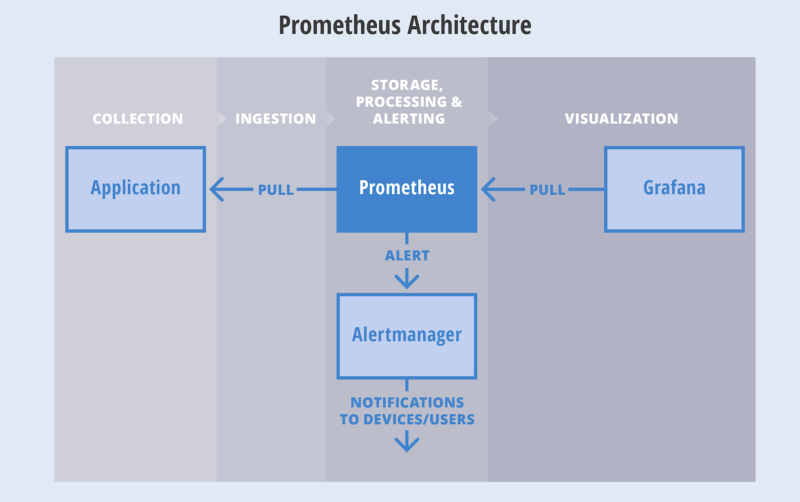 Prometheus Architecture
COLLECTION
INGESTION
STORAGE,
PROCESSING &
ALERTING
VISUALIZATION
Application
PULL
Prometheus
PULL
Grafana
ALERT
Alertmanager
NOTIFICATIONS
TO DEVICES/USERS